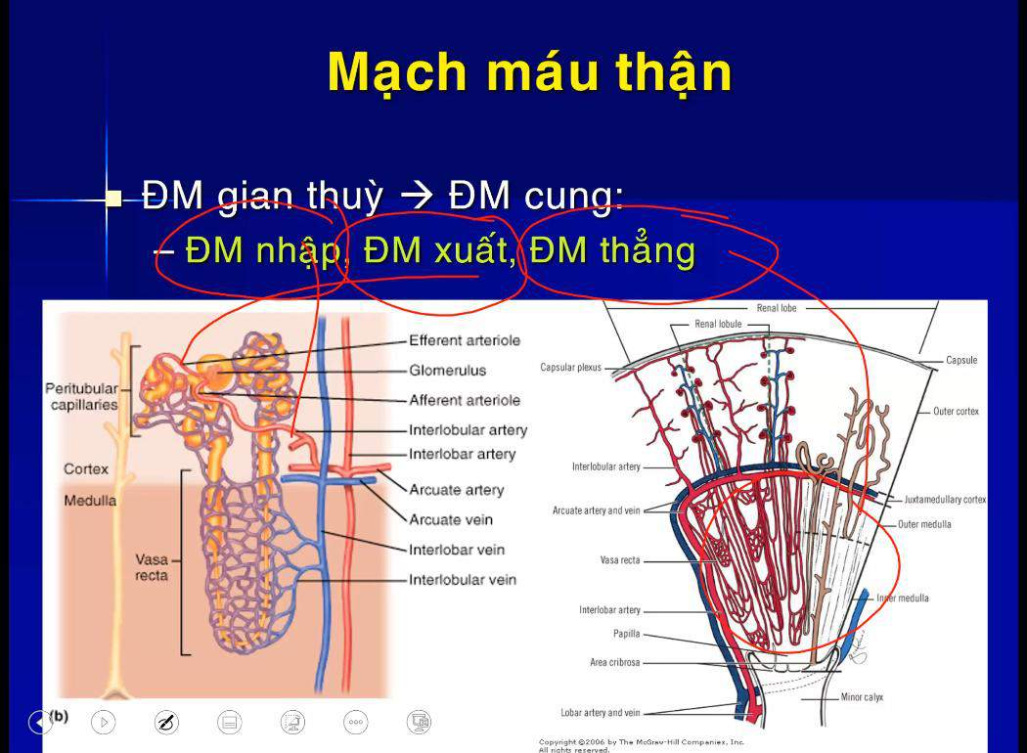 Mạch máu thận
ĐM gian thuỳ → ĐM cung:
– ĐM nhập, ĐM xuất, ĐM thẳng
Efferent arteriole
Glomerulus
Peritubular
capillaries
Afferent arteriole
Interlobular artery
Interlobar artery
Cortex
Medulla
Arcuate artery
Arcuate vein
Vasa
recta
Interlobar vein
Interlobular vein
(b)
Renal lobe
Renal lobule
Capsular plexus
Capsule
Outer cortex
Interlobular artery
Arcuate artery and vein
Juxtamedullary cortex
Outer medulla
Vasa recta
Inner medulla
Interlobar artery
Papilla
Area cribrosa
Minor calyx
Lobar artery and vein
Copyright ©2006 by The McGraw-Hill Companies, Inc.
All rights reserved.